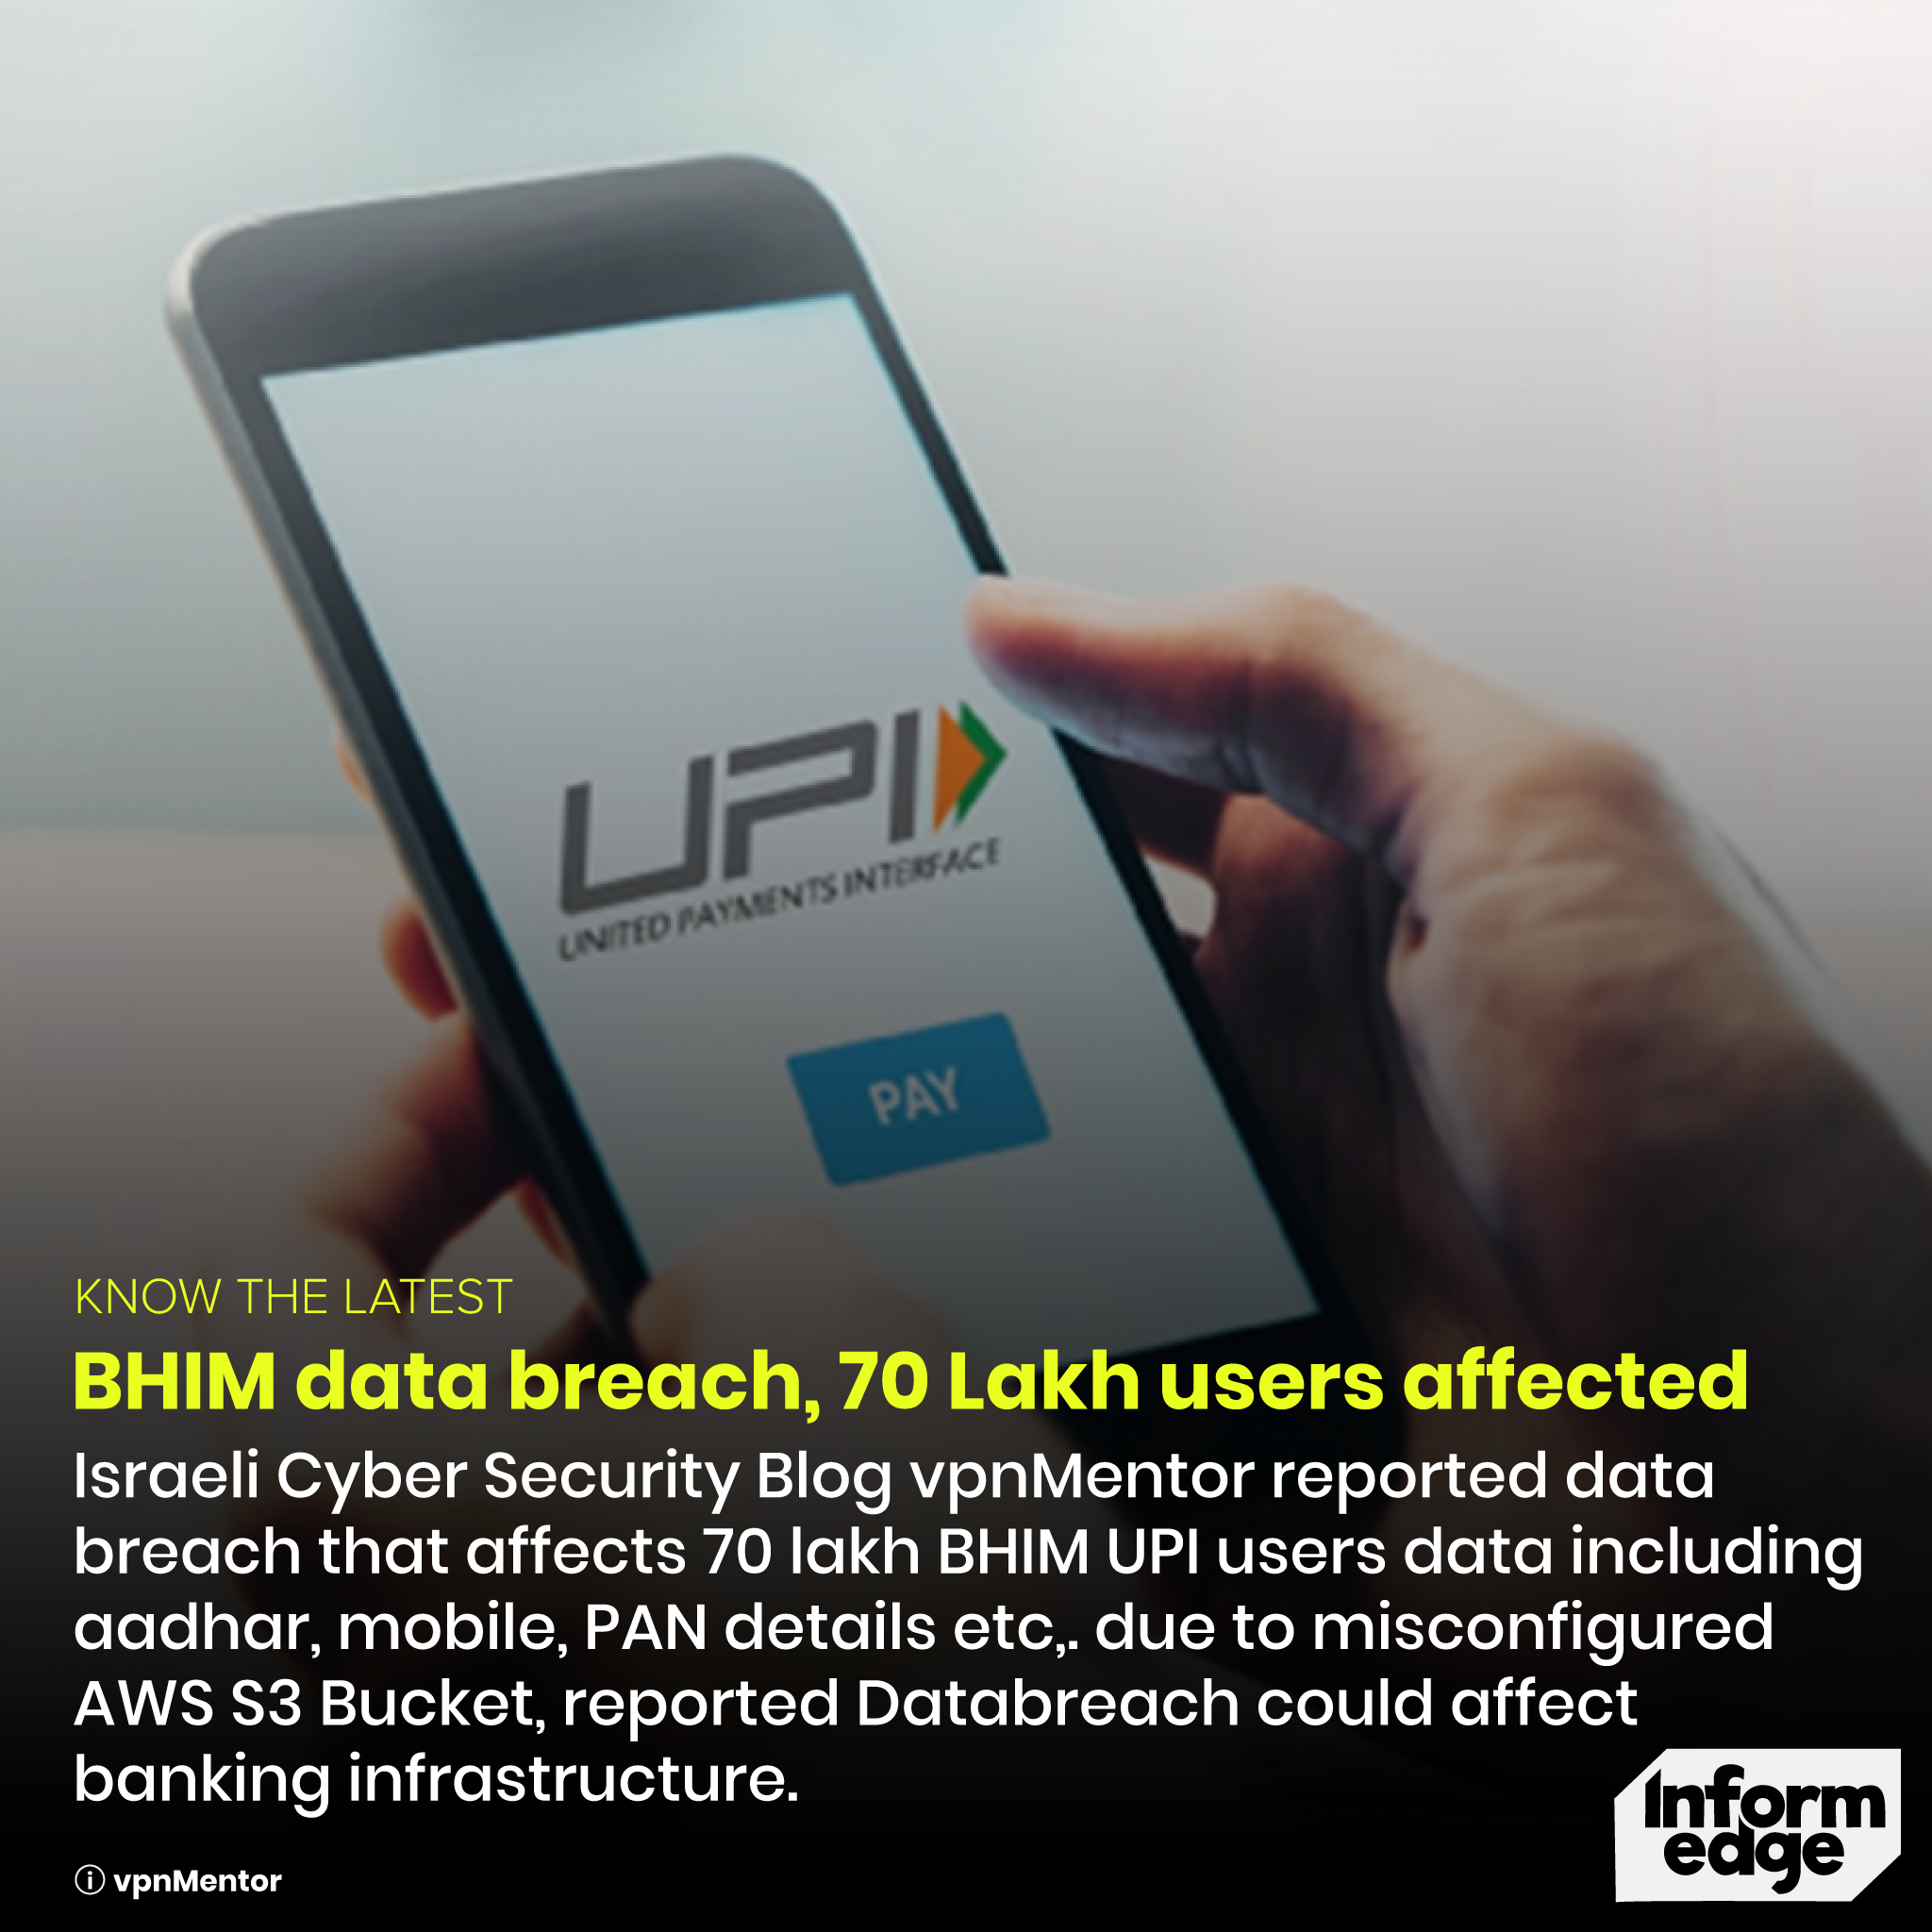 UPI
UNITED PAYMENTS INTERFACE
PAY
KNOW THE LATEST
BHIM data breach, 70 Lakh users affected
Israeli Cyber Security Blog vpnMentor reported data
breach that affects 70 lakh BHIM UPI users data including
aadhar, mobile, PAN details etc,. due to misconfigured
AWS S3 Bucket, reported Databreach could affect
banking infrastructure.
i vpnMentor
Inform
edge